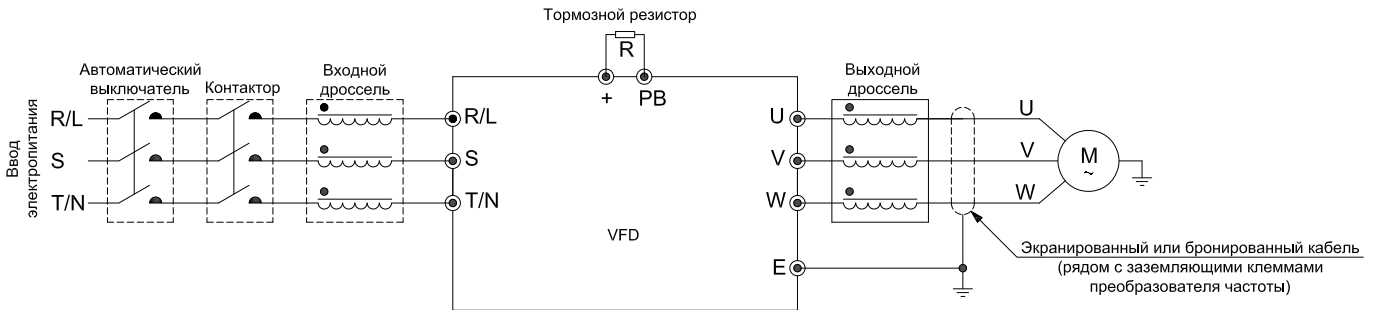 Тормозной резистор
R
+
PB
Автоматический
выключатель
Контактор
Входной
дроссель
Выходной
дроссель
Ввод
электропитания
R/L
S
T/N
R/L
S
T/N
VFD
U
V
W
E
U
V
W
M
~
Экранированный или бронированный кабель
(рядом с заземляющими клеммами
преобразователя частоты)